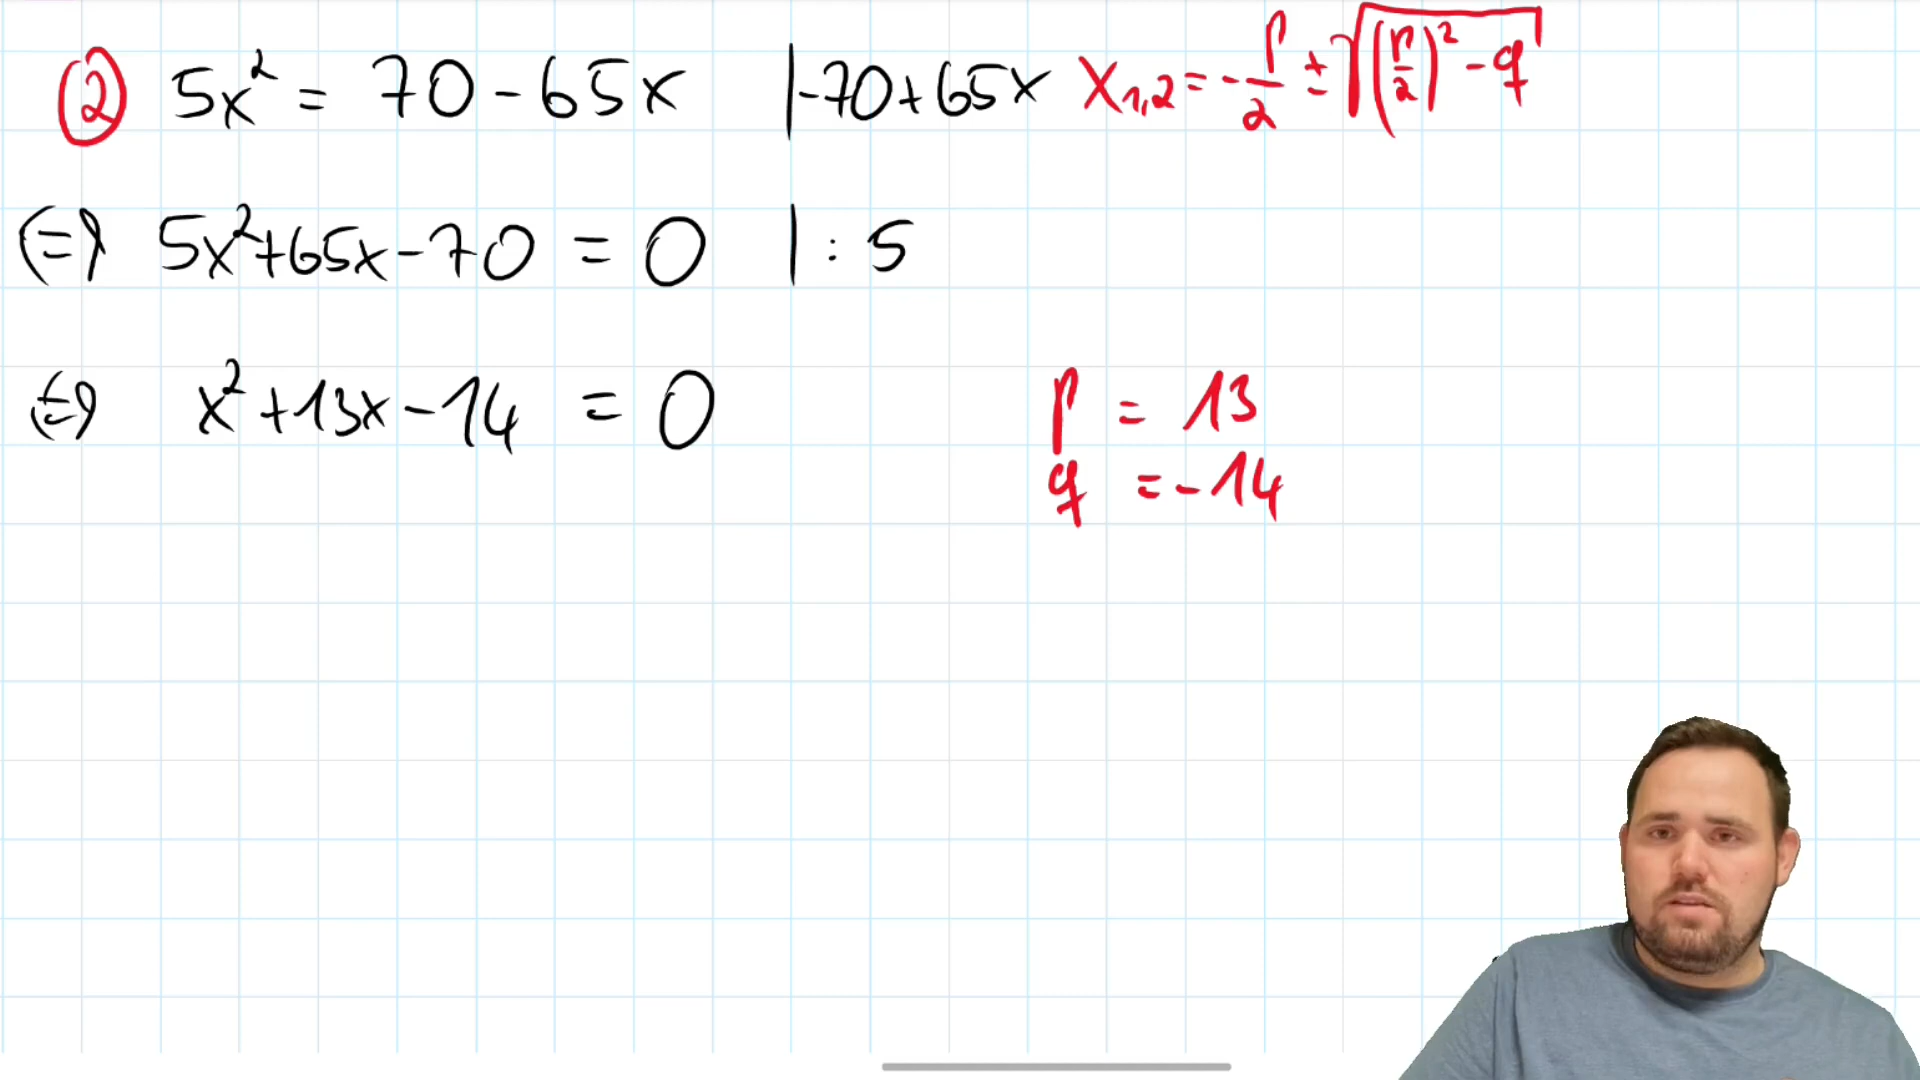 ② 5x² = 70 - 65x |-70+65x x₁,₂ = -p/2 ± √((p/2)² - q)
⇔ 5x²+65x-70 = 0 | : 5
⇔ x²+13x-14 = 0 p = 13
q = -14